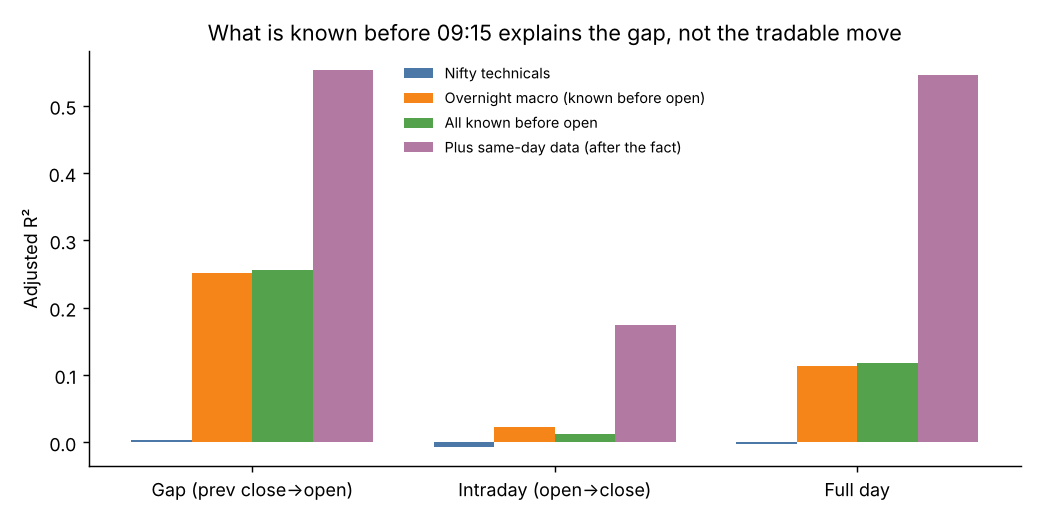 What is known before 09:15 explains the gap, not the tradable move
Nifty technicals
Overnight macro (known before open)
All known before open
Plus same-day data (after the fact)
Adjusted R²
0.5
0.4
0.3
0.2
0.1
0.0
Gap (prev close→open)
Intraday (open→close)
Full day